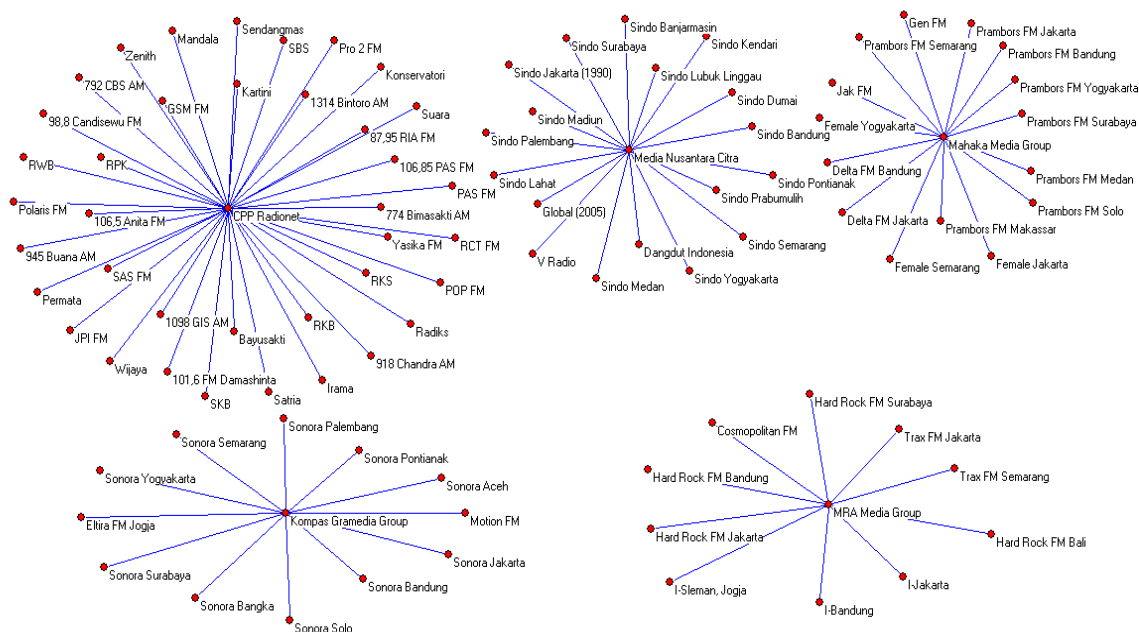 Sendangmas
Mandala
SBS
Pro 2 FM
Zenith
Konservatori
792 CBS AM
Kartini
GSM FM
1314 Bintoro AM
Suara
98,8 Candisewu FM
87,95 RIA FM
RWB
RPK
106,85 PAS FM
PAS FM
Polaris FM
106,5 Anita FM
CPP Radionet
774 Bimasakti AM
Yasika FM
RCT FM
945 Buana AM
SAS FM
RKS
POP FM
Permata
1098 GIS AM
RKB
Radiks
JPI FM
Bayusakti
Wijaya
918 Chandra AM
101,6 FM Damashinta
Irama
SKB
Satria
Sindo Banjarmasin
Sindo Surabaya
Sindo Kendari
Sindo Jakarta (1990)
Sindo Lubuk Linggau
Sindo Dumai
Sindo Madiun
Sindo Palembang
Sindo Bandung
Media Nusantara Citra
Sindo Lahat
Sindo Pontianak
Sindo Prabumulih
Global (2005)
Sindo Semarang
V Radio
Dangdut Indonesia
Sindo Medan
Sindo Yogyakarta
Gen FM
Prambors FM Jakarta
Prambors FM Semarang
Prambors FM Bandung
Jak FM
Prambors FM Yogyakarta
Female Yogyakarta
Prambors FM Surabaya
Mahaka Media Group
Delta FM Bandung
Prambors FM Medan
Prambors FM Solo
Delta FM Jakarta
Prambors FM Makassar
Female Semarang
Female Jakarta
Sonora Palembang
Sonora Semarang
Sonora Pontianak
Sonora Yogyakarta
Sonora Aceh
Eltira FM Jogja
Kompas Gramedia Group
Motion FM
Sonora Jakarta
Sonora Surabaya
Sonora Bandung
Sonora Bangka
Sonora Solo
Hard Rock FM Surabaya
Cosmopolitan FM
Trax FM Jakarta
Hard Rock FM Bandung
Trax FM Semarang
MRA Media Group
Hard Rock FM Jakarta
Hard Rock FM Bali
I-Sleman, Jogja
I-Jakarta
I-Bandung